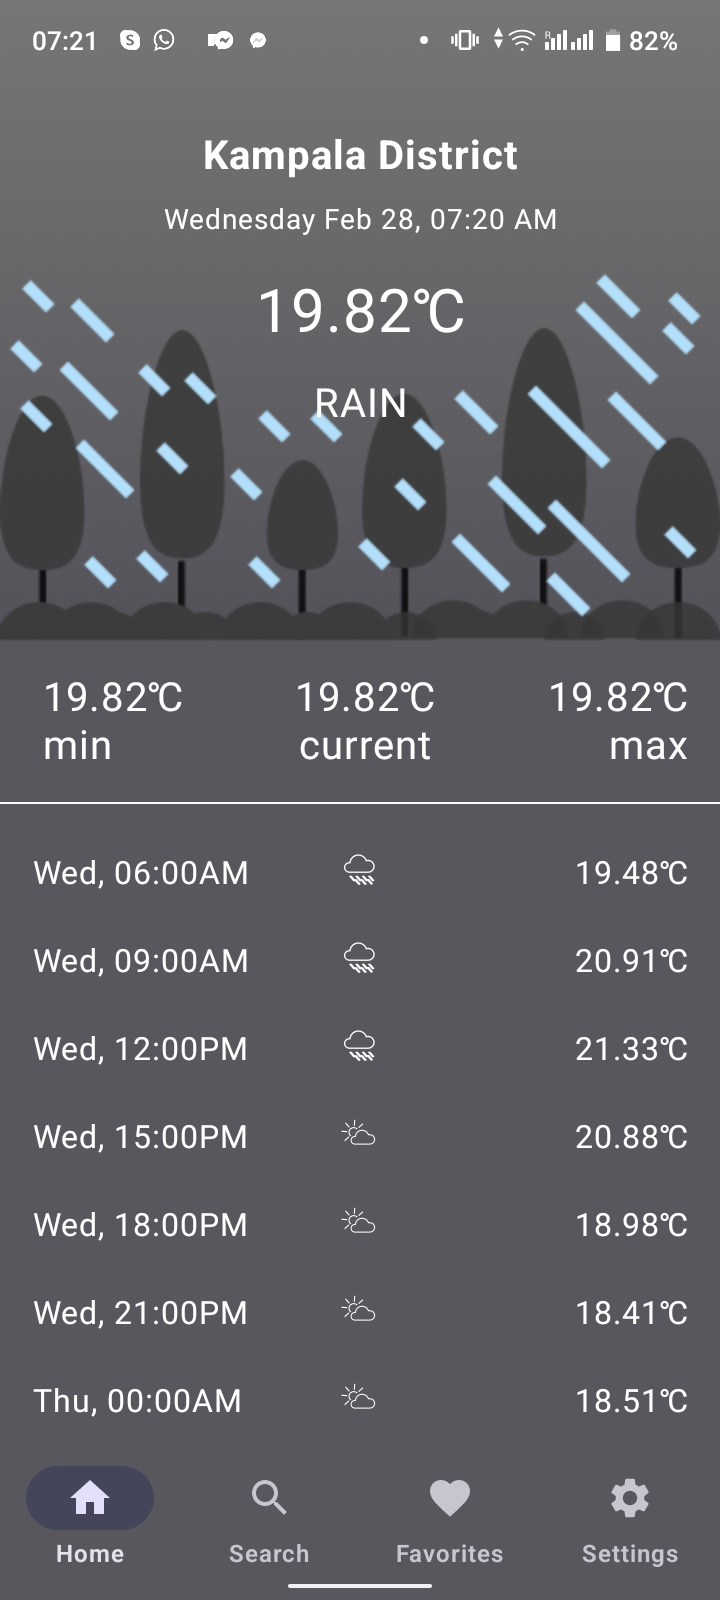 07:21 82%
Kampala District
Wednesday Feb 28, 07:20 AM
19.82℃
RAIN
19.82℃ 19.82℃ 19.82℃
min current max
Wed, 06:00AM 19.48℃
Wed, 09:00AM 20.91℃
Wed, 12:00PM 21.33℃
Wed, 15:00PM 20.88℃
Wed, 18:00PM 18.98℃
Wed, 21:00PM 18.41℃
Thu, 00:00AM 18.51℃
Home Search Favorites Settings